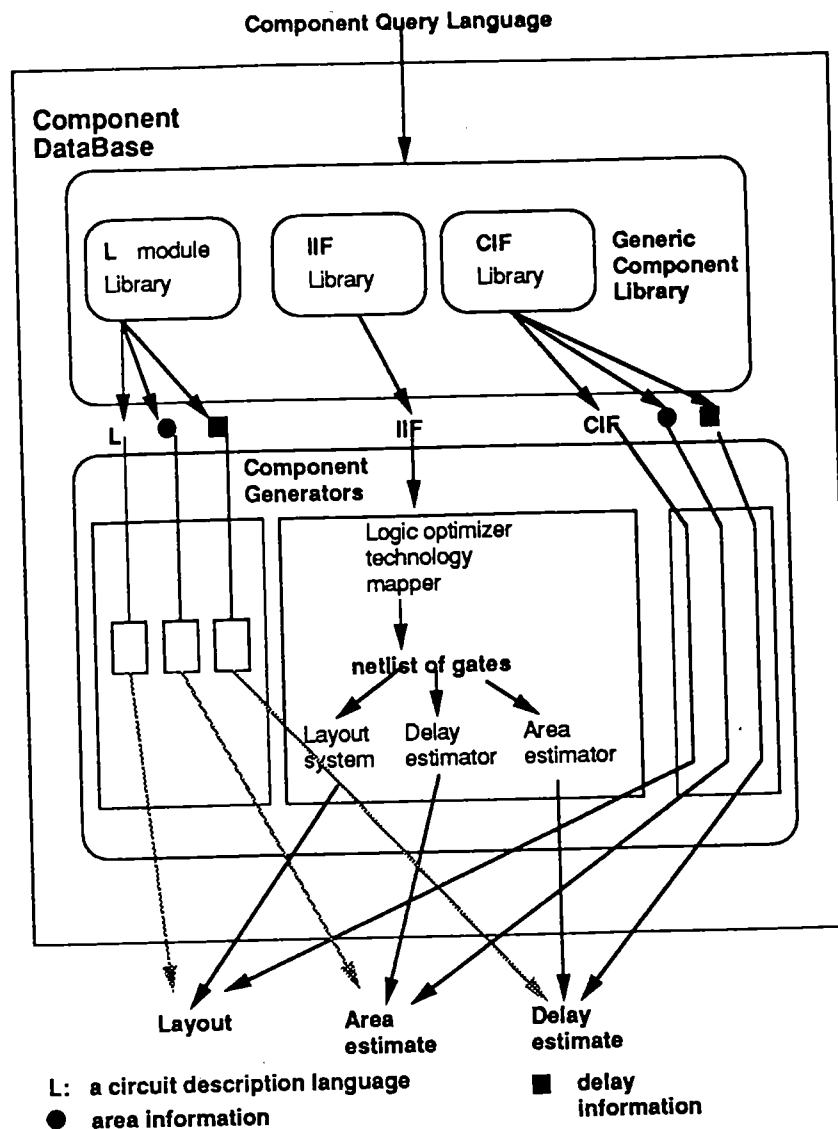 Component Query Language
Component
DataBase
L module
Library
IIF
Library
CIF
Library
Generic
Component
Library
L
IIF
CIF
Component
Generators
Logic optimizer
technology
mapper
netlist of gates
Layout
system
Delay
estimator
Area
estimator
Layout
Area
estimate
Delay
estimate
L: a circuit description language
area information
delay
information